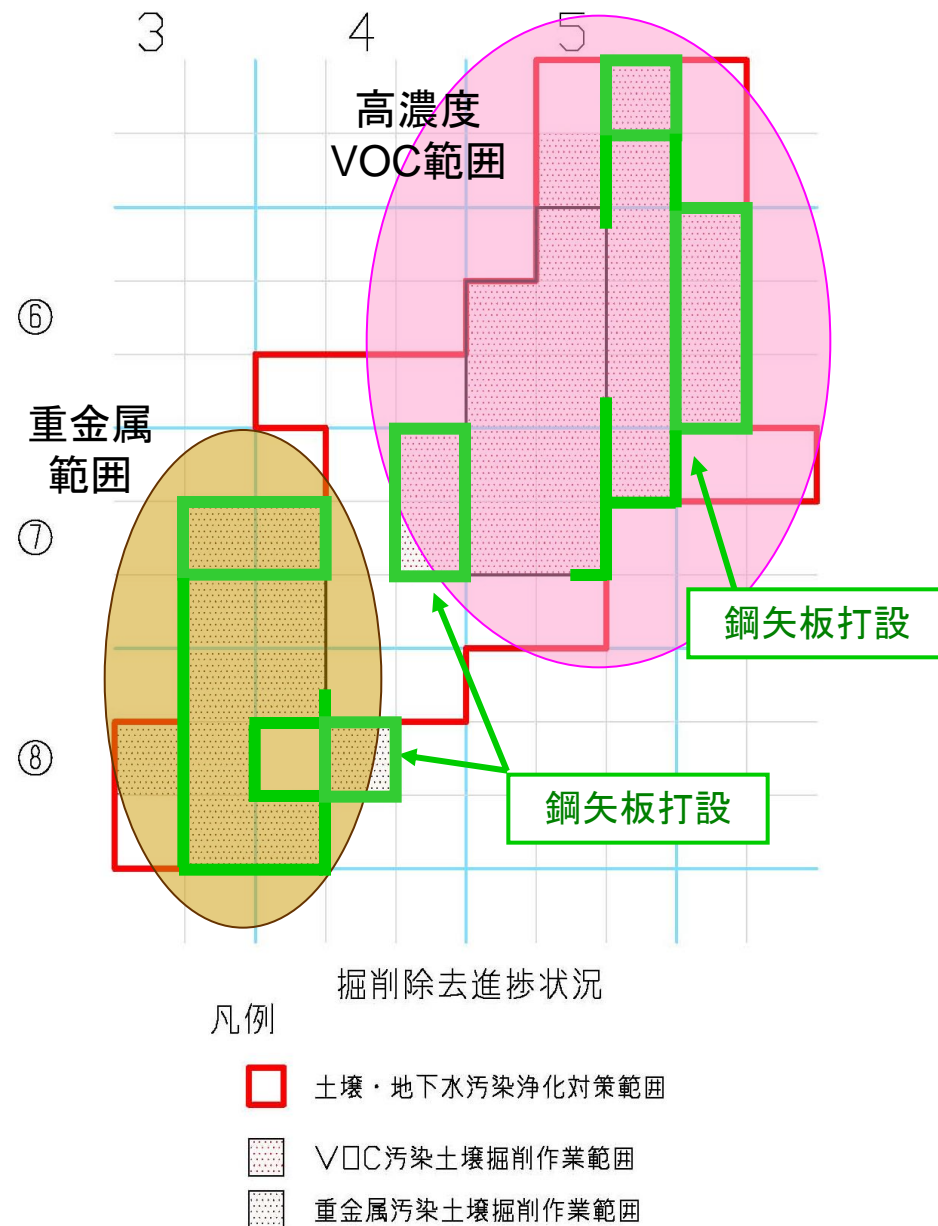 3 4 5
高濃度
VOC範囲
⑥
重金属
範囲
⑦
鋼矢板打設
⑧
鋼矢板打設
掘削除去進捗状況
凡例
土壌・地下水汚染浄化対策範囲
VOC汚染土壌掘削作業範囲
重金属汚染土壌掘削作業範囲